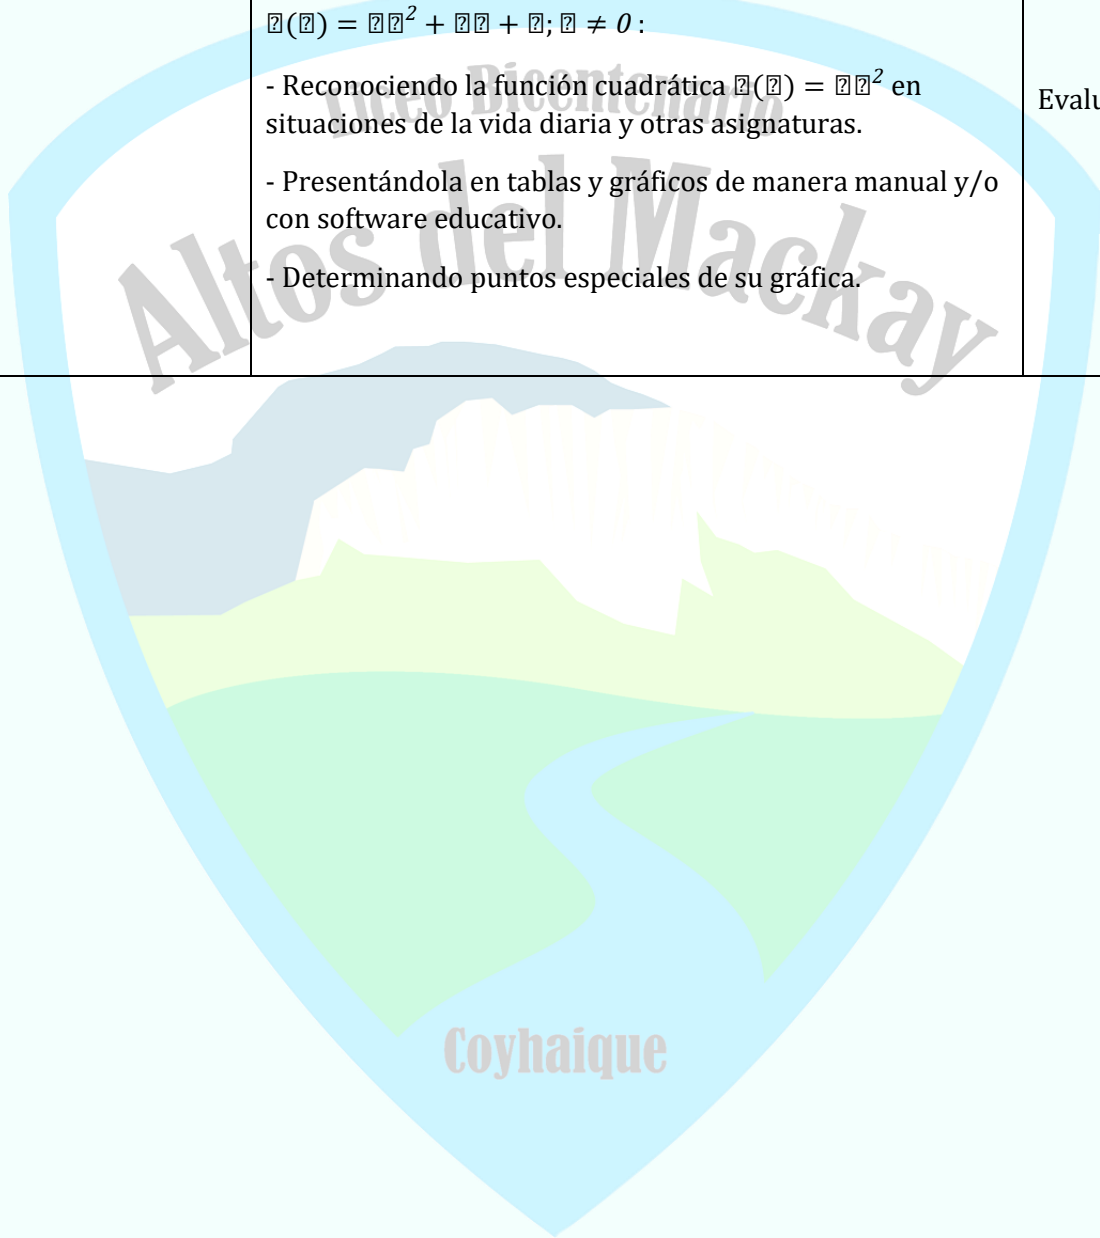 ⍰(⍰) = ⍰⍰² + ⍰⍰ + ⍰; ⍰ ≠ 0 :
- Reconociendo la función cuadrática ⍰(⍰) = ⍰⍰² en
situaciones de la vida diaria y otras asignaturas.
- Presentándola en tablas y gráficos de manera manual y/o
con software educativo.
- Determinando puntos especiales de su gráfica.
Evalu
Liceo Bicentenario
Altos del Mackay
Coyhaique